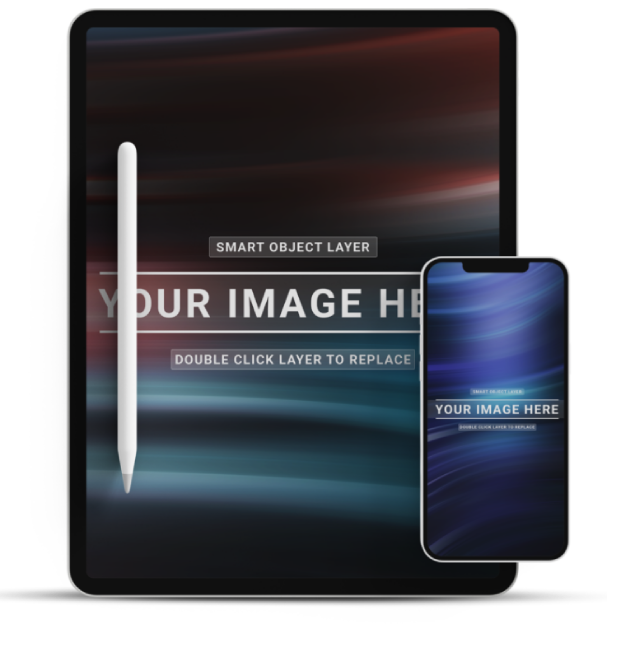 SMART OBJECT LAYER
YOUR IMAGE HE
DOUBLE CLICK LAYER TO REPLACE
SMART OBJECT LAYER
YOUR IMAGE HERE
DOUBLE CLICK LAYER TO REPLACE